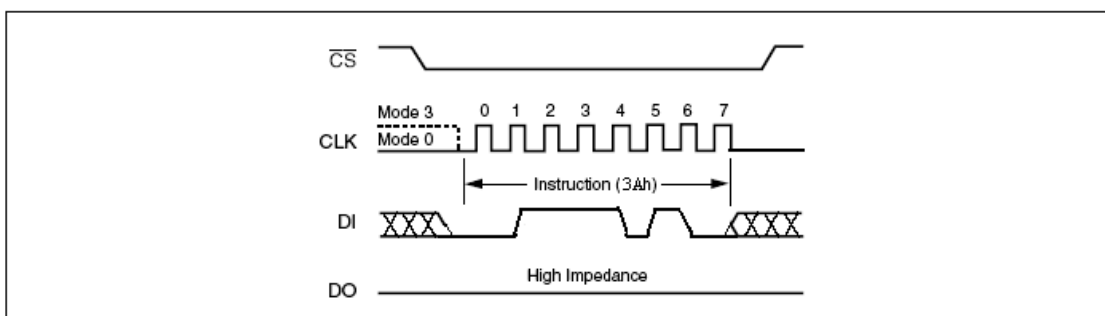 CS
Mode 3 0 1 2 3 4 5 6 7
CLK Mode 0
Instruction (3Ah)
DI
High Impedance
DO